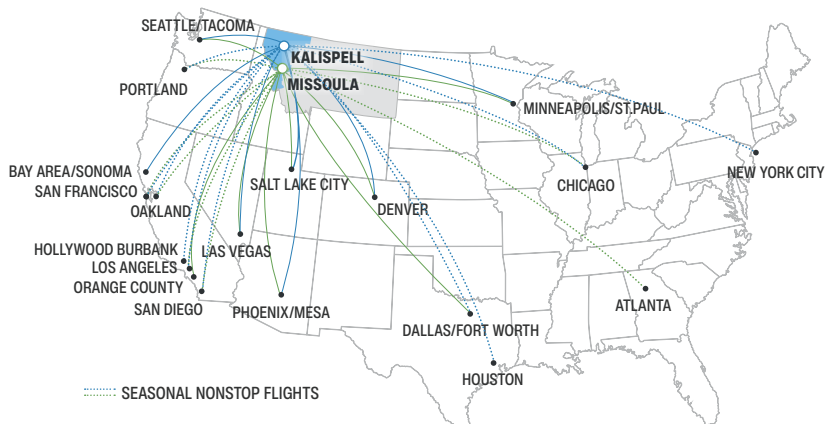 SEATTLE/TACOMA
KALISPELL
MISSOULA
PORTLAND
MINNEAPOLIS/ST.PAUL
NEW YORK CITY
BAY AREA/SONOMA
SALT LAKE CITY
CHICAGO
SAN FRANCISCO
OAKLAND
DENVER
HOLLYWOOD BURBANK
LAS VEGAS
LOS ANGELES
ORANGE COUNTY
SAN DIEGO
PHOENIX/MESA
ATLANTA
DALLAS/FORT WORTH
HOUSTON
SEASONAL NONSTOP FLIGHTS